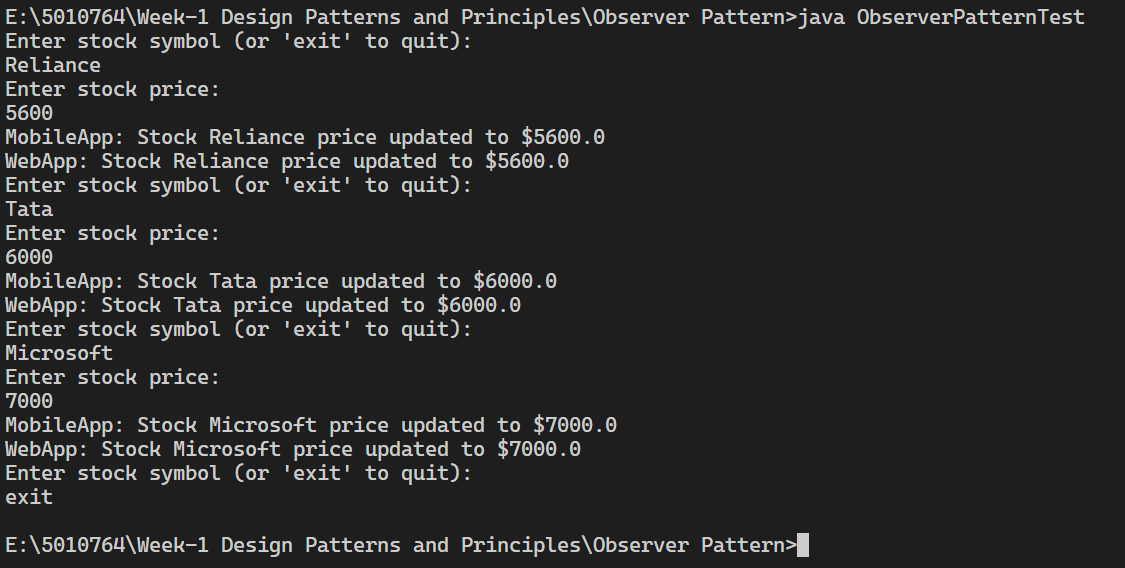 E:\5010764\Week-1 Design Patterns and Principles\Observer Pattern>java ObserverPatternTest
Enter stock symbol (or 'exit' to quit):
Reliance
Enter stock price:
5600
MobileApp: Stock Reliance price updated to $5600.0
WebApp: Stock Reliance price updated to $5600.0
Enter stock symbol (or 'exit' to quit):
Tata
Enter stock price:
6000
MobileApp: Stock Tata price updated to $6000.0
WebApp: Stock Tata price updated to $6000.0
Enter stock symbol (or 'exit' to quit):
Microsoft
Enter stock price:
7000
MobileApp: Stock Microsoft price updated to $7000.0
WebApp: Stock Microsoft price updated to $7000.0
Enter stock symbol (or 'exit' to quit):
exit
E:\5010764\Week-1 Design Patterns and Principles\Observer Pattern>